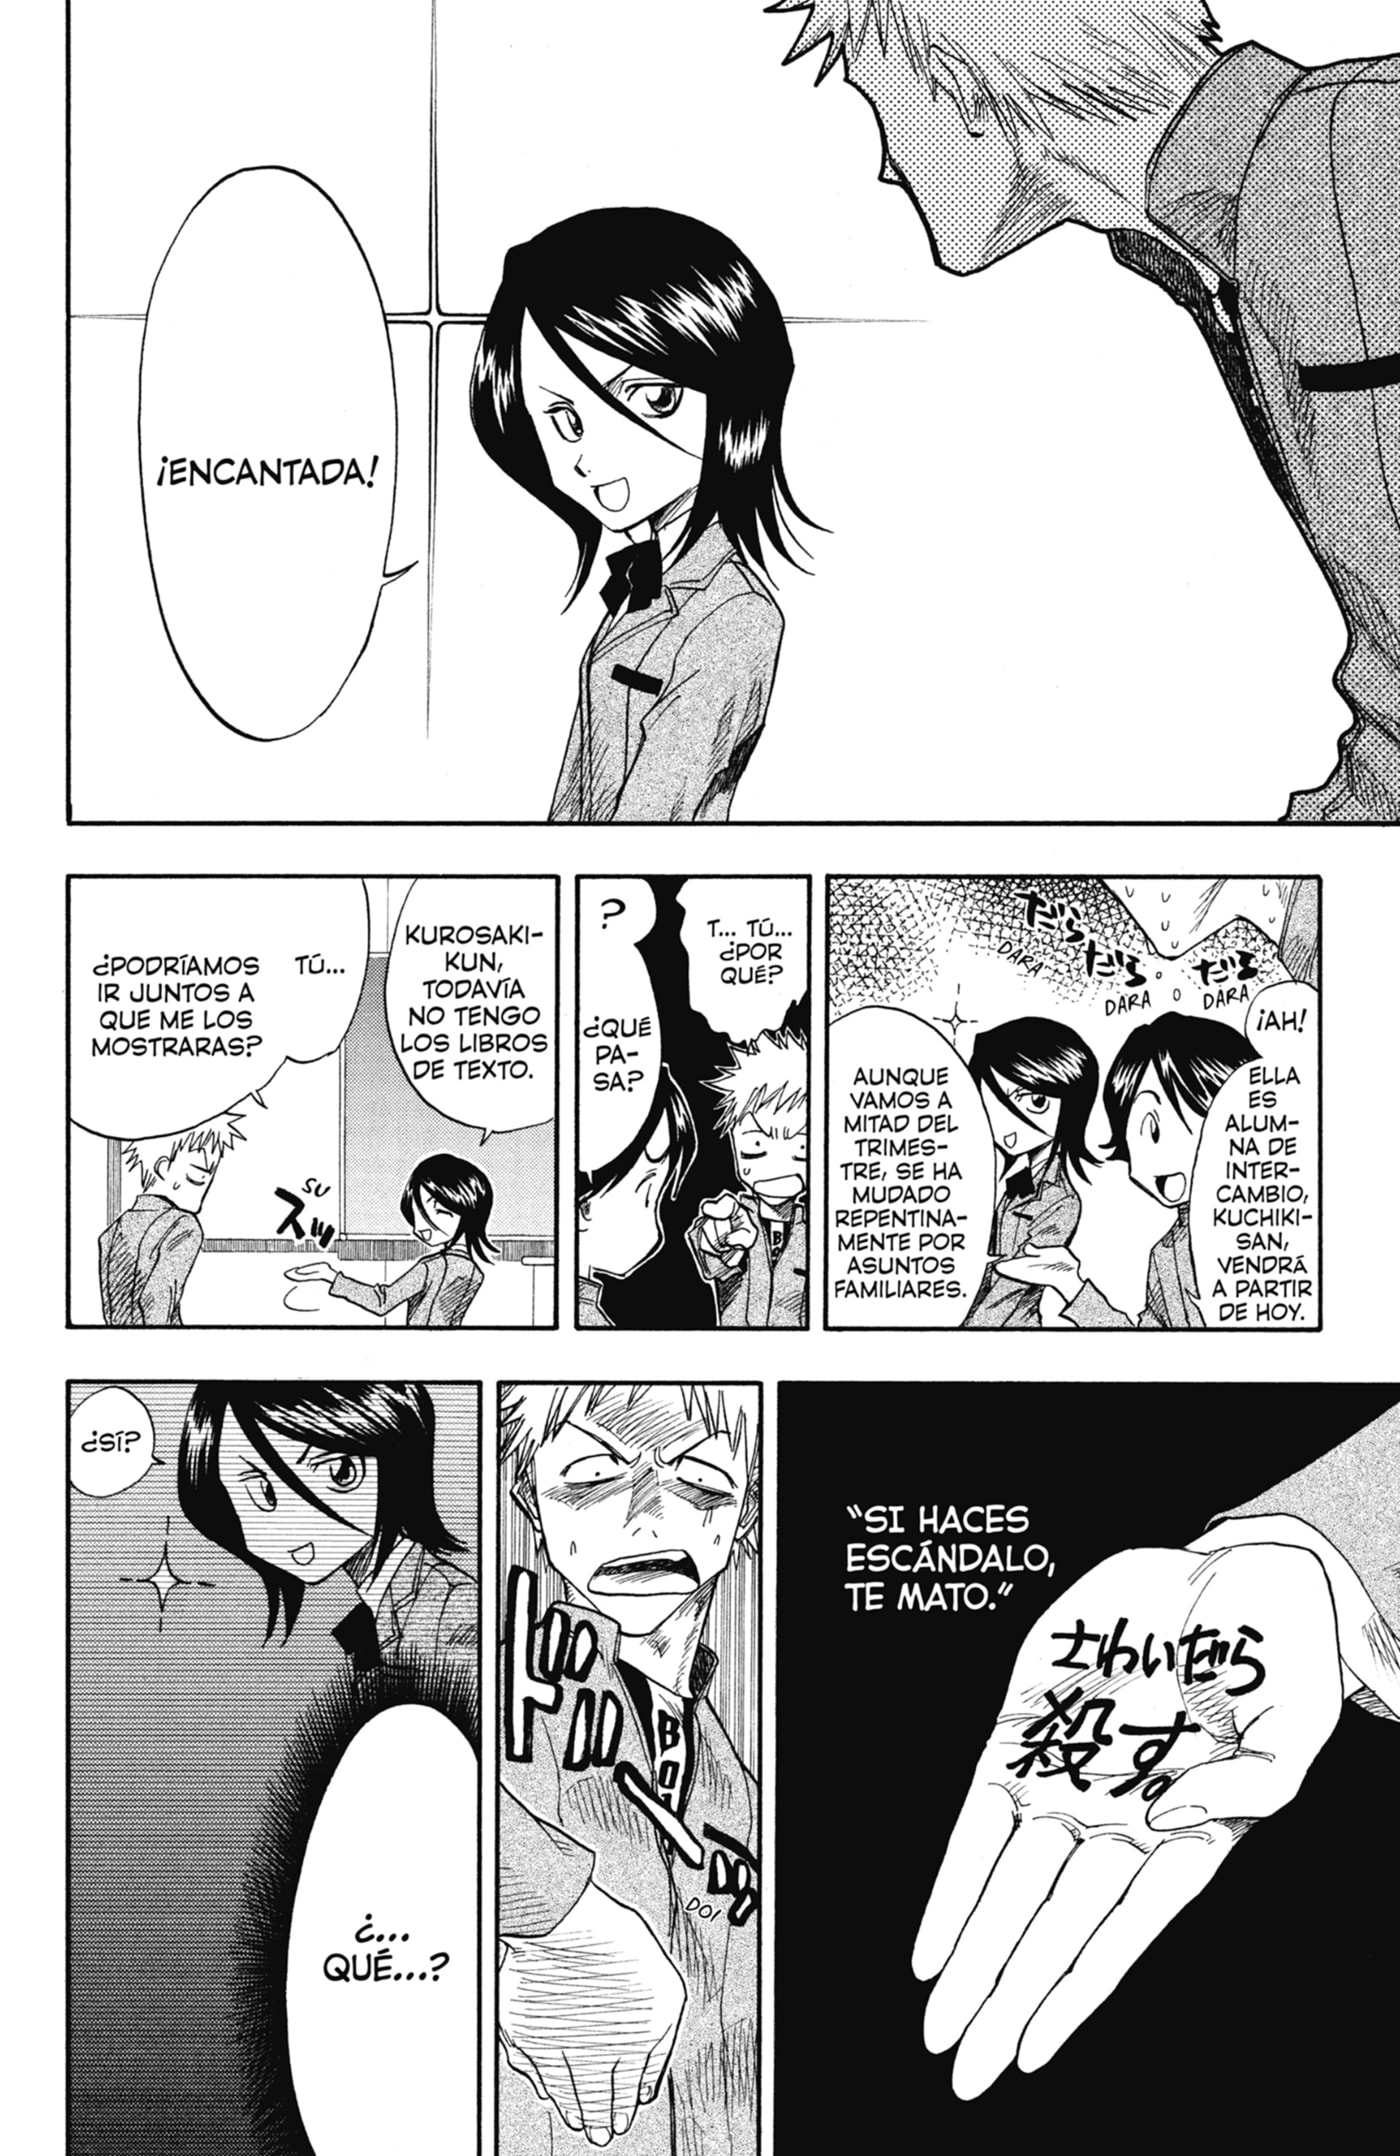 ¡ENCANTADA!
だら
DARA
だら
DARA
だら
DARA
¡AH!
ELLA
ES
ALUM-
NA DE
INTER-
CAMBIO,
KUCHIKI-
SAN,
VENDRÁ
A PARTIR
DE HOY.
AUNQUE
VAMOS A
MITAD DEL
TRIMES-
TRE, SE HA
MUDADO
REPENTINA-
MENTE POR
ASUNTOS
FAMILIARES.
T... TÚ...
¿POR
QUÉ?
?
¿QUÉ
PA-
SA?
KUROSAKI-
KUN,
TODAVÍA
NO TENGO
LOS LIBROS
DE TEXTO.
TÚ...
¿PODRÍAMOS
IR JUNTOS A
QUE ME LOS
MOSTRARAS?
SU
スッ
"SI HACES
ESCÁNDALO,
TE MATO."
さわいだら
殺す。
DOI
¿SÍ?
¿...
QUÉ...?